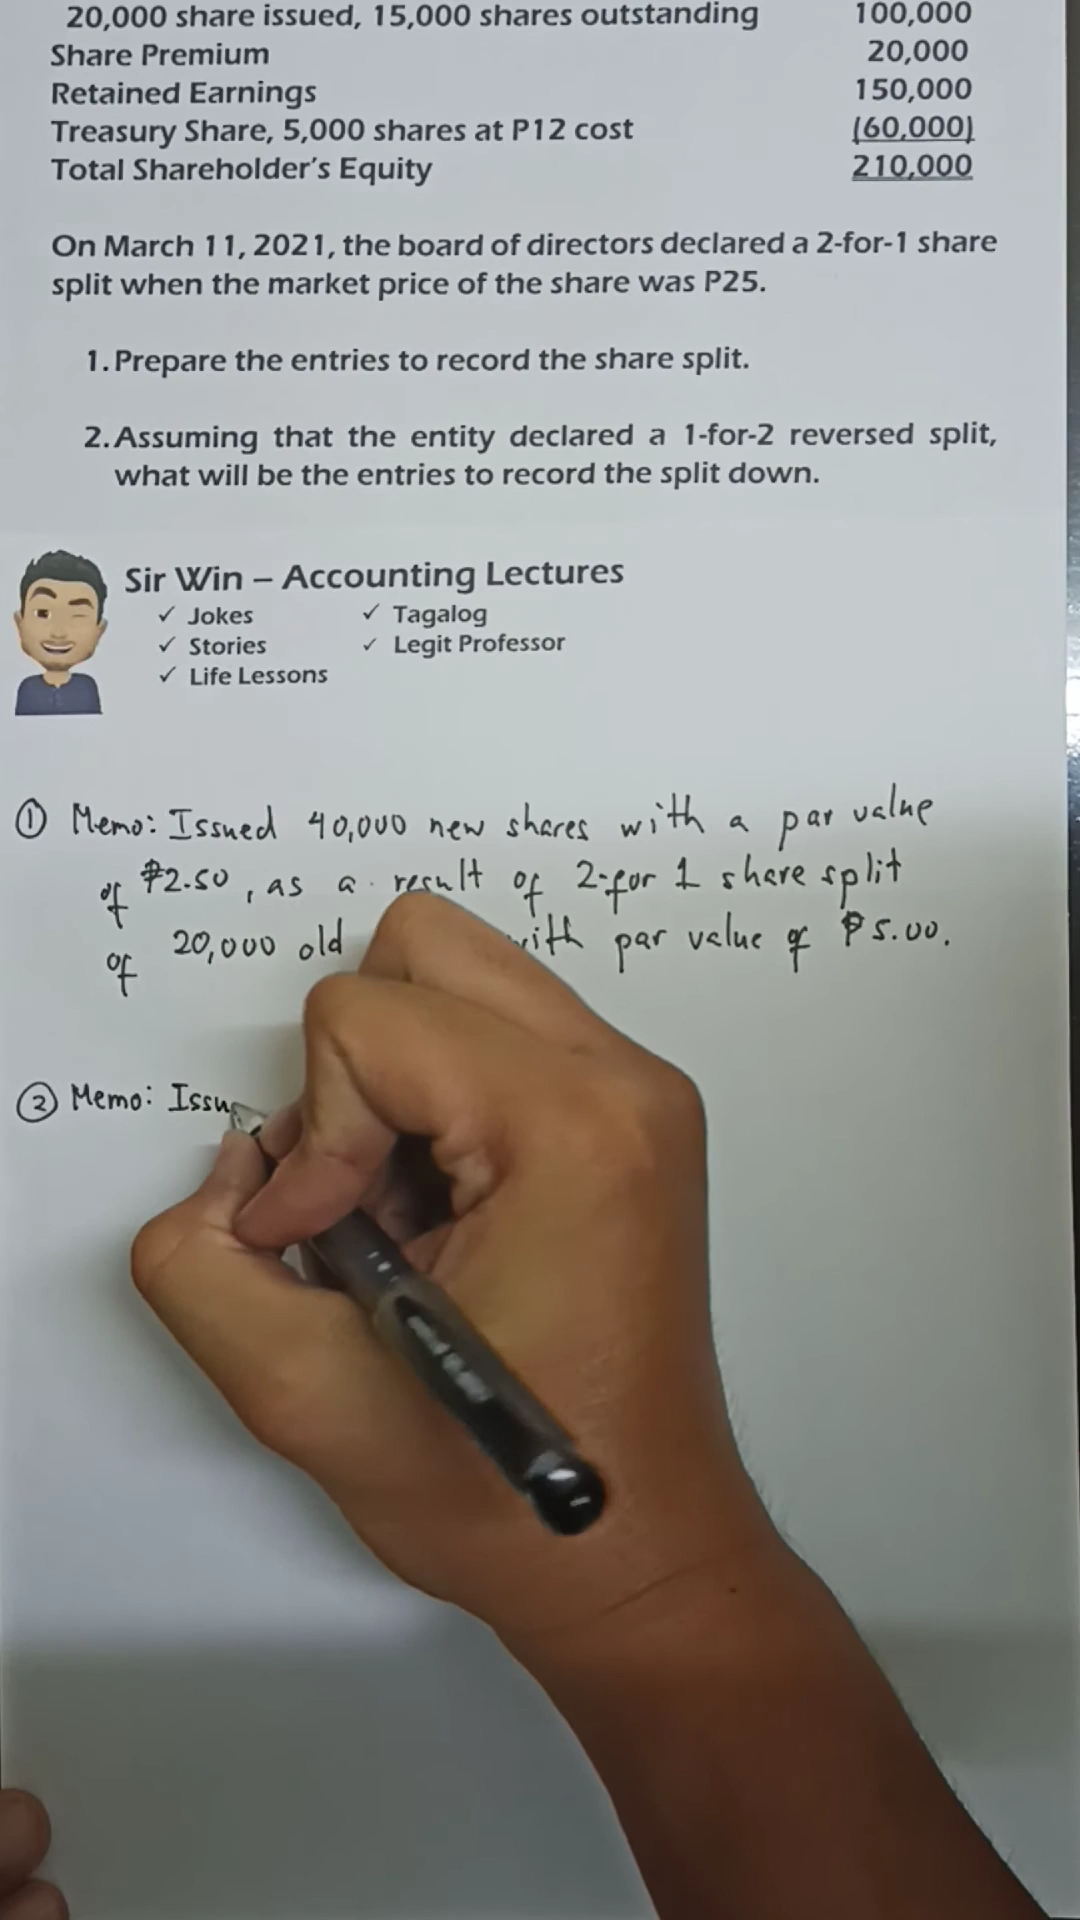 20,000 share issued, 15,000 shares outstanding 100,000
Share Premium 20,000
Retained Earnings 150,000
Treasury Share, 5,000 shares at P12 cost (60,000)
Total Shareholder's Equity 210,000
On March 11, 2021, the board of directors declared a 2-for-1 share
split when the market price of the share was P25.
1. Prepare the entries to record the share split.
2. Assuming that the entity declared a 1-for-2 reversed split,
what will be the entries to record the split down.
Sir Win – Accounting Lectures
✓ Jokes ✓ Tagalog
✓ Stories ✓ Legit Professor
✓ Life Lessons
① Memo: Issued 40,000 new shares with a par value
of ₱2.50, as a result of 2-for 1 share split
of 20,000 old with par value of ₱5.00.
② Memo: Issu